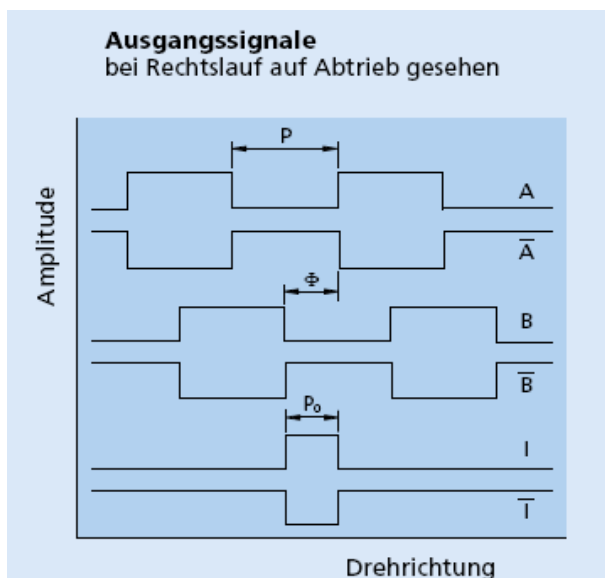 Ausgangssignale
bei Rechtslauf auf Abtrieb gesehen
Amplitude
P
A
A̅
Φ
B
B̅
P₀
I
I̅
Drehrichtung